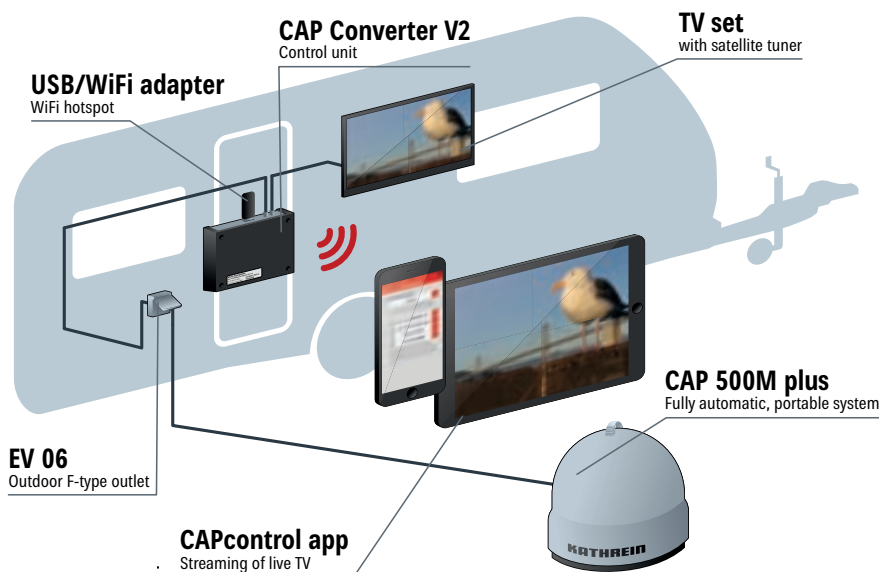 CAP Converter V2
Control unit
TV set
with satellite tuner
USB/WiFi adapter
WiFi hotspot
CAP 500M plus
Fully automatic, portable system
EV 06
Outdoor F-type outlet
CAPcontrol app
Streaming of live TV
KATHREIN